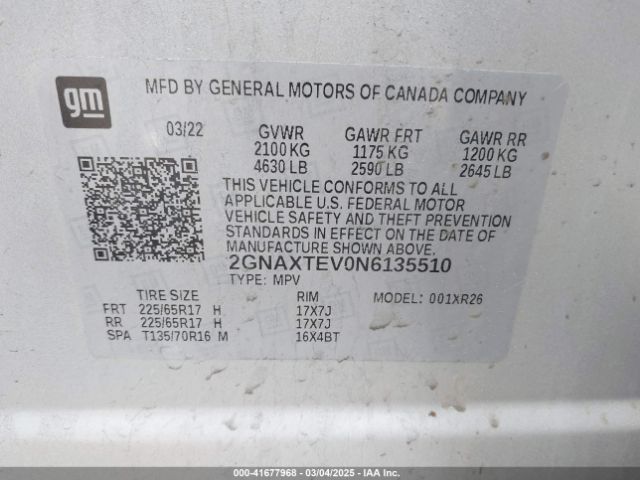 gm
MFD BY GENERAL MOTORS OF CANADA COMPANY
03/22 GVWR GAWR FRT GAWR RR
2100 KG 1175 KG 1200 KG
4630 LB 2590 LB 2645 LB
THIS VEHICLE CONFORMS TO ALL
APPLICABLE U.S. FEDERAL MOTOR
VEHICLE SAFETY AND THEFT PREVENTION
STANDARDS IN EFFECT ON THE DATE OF
MANUFACTURE SHOWN ABOVE.
2GNAXTEV0N6135510
TYPE: MPV
TIRE SIZE RIM MODEL: 001XR26
FRT 225/65R17 H 17X7J
RR 225/65R17 H 17X7J
SPA T135/70R16 M 16X4BT
000-41677968 | 03/04/2025 - IAA Inc.